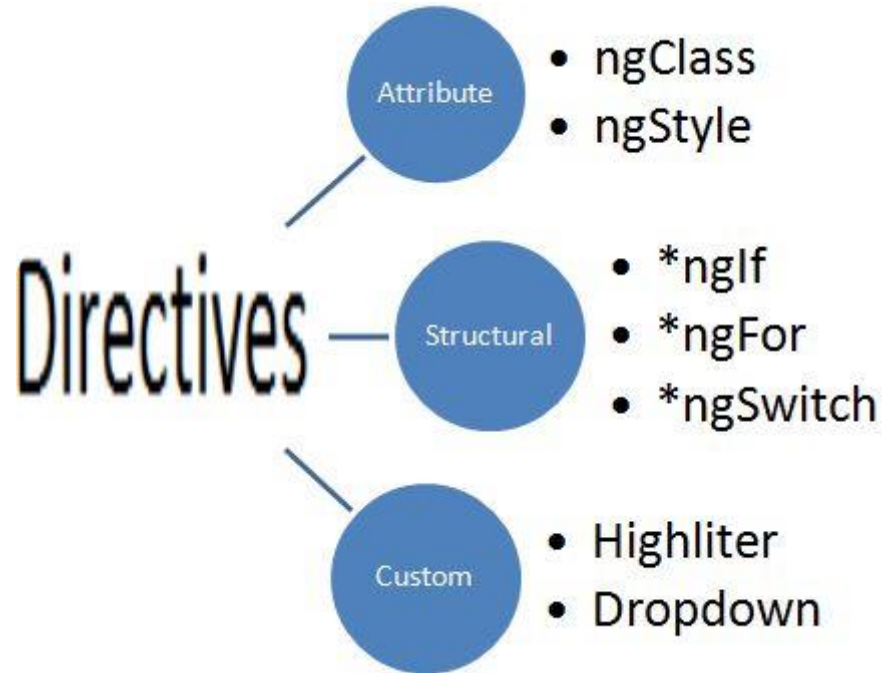 Directives
Attribute
• ngClass
• ngStyle
Structural
• *ngIf
• *ngFor
• *ngSwitch
Custom
• Highliter
• Dropdown